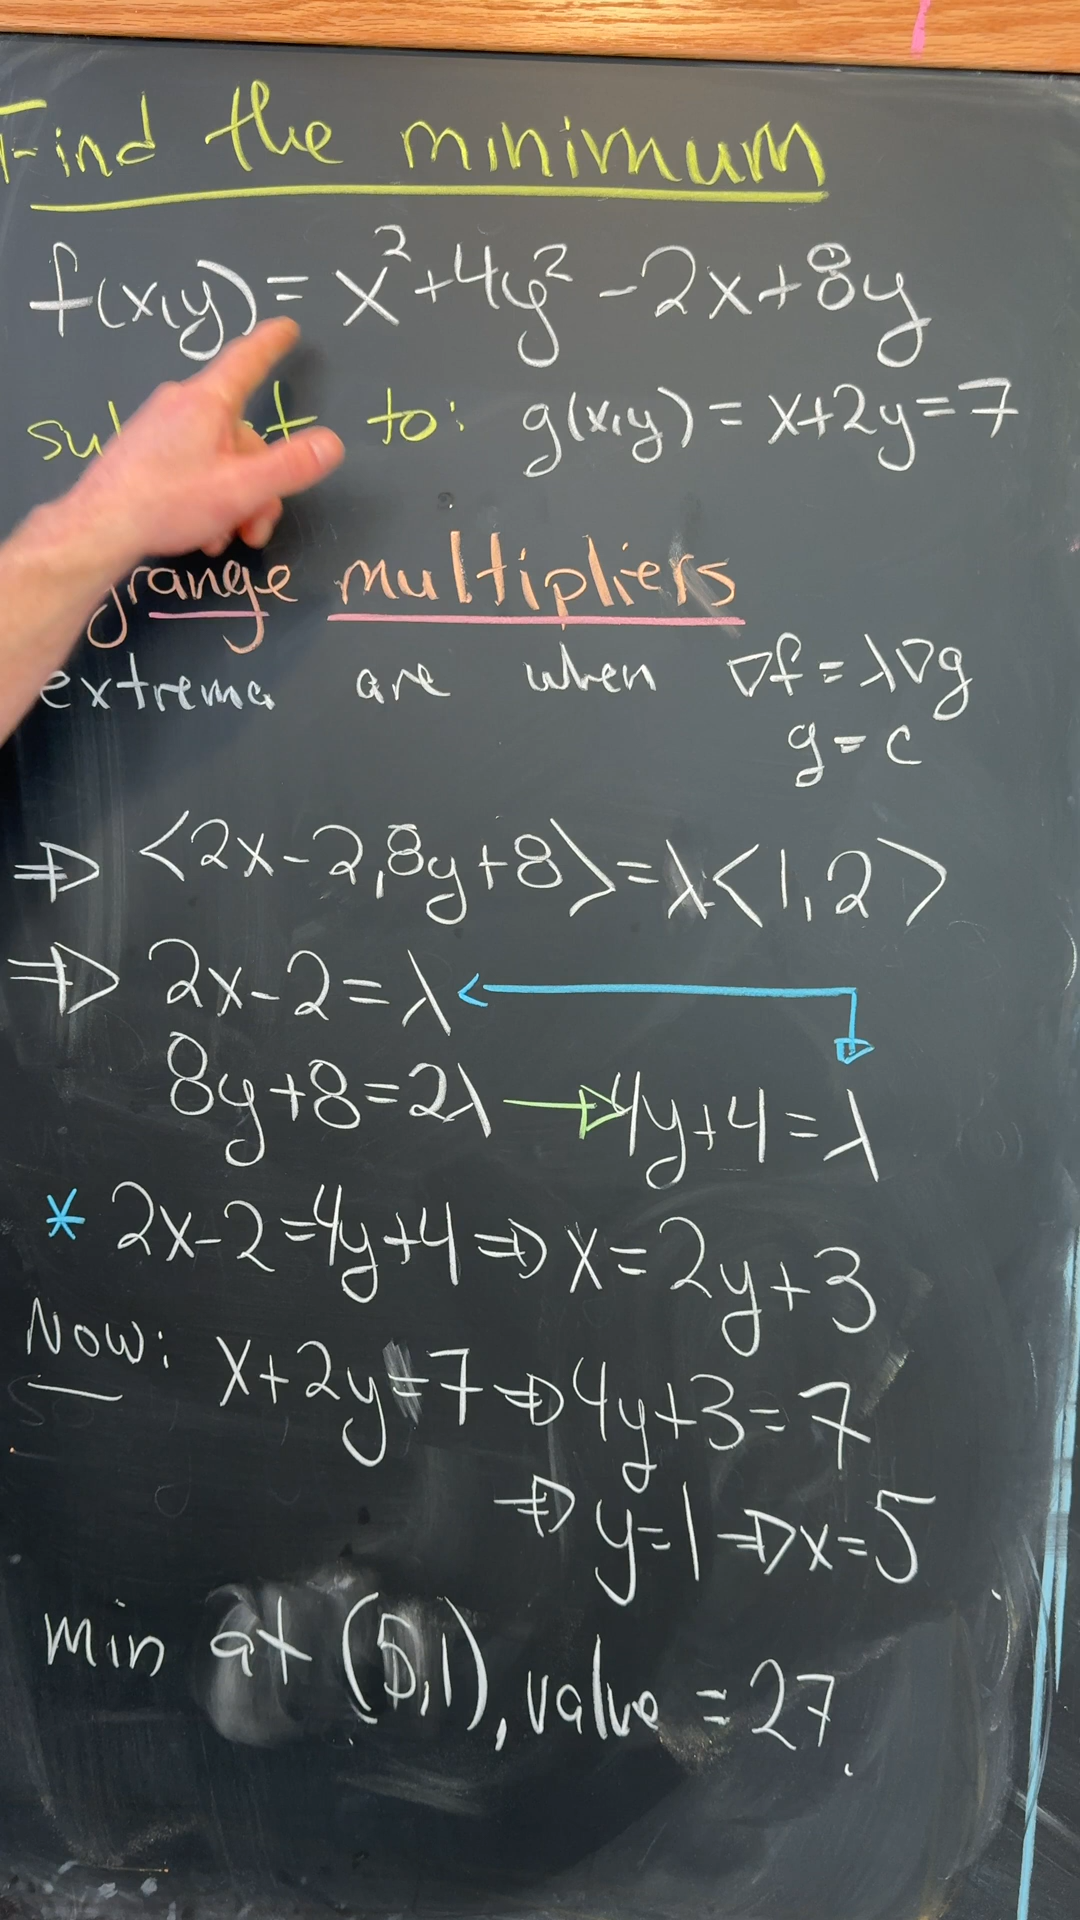 Find the minimum
f(x,y) = x² + 4y² - 2x + 8y
to: g(x,y) = x + 2y = 7
multipliers
extrema are when ∇f = λ∇g
g = c
⇒ <2x-2, 8y+8> = λ<1, 2>
⇒ 2x - 2 = λ
8y + 8 = 2λ → 4y + 4 = λ
* 2x - 2 = 4y + 4 ⇒ x = 2y + 3
Now: x + 2y = 7 ⇒ 4y + 3 = 7
⇒ y = 1 ⇒ x = 5
min at (5,1), value = 27.